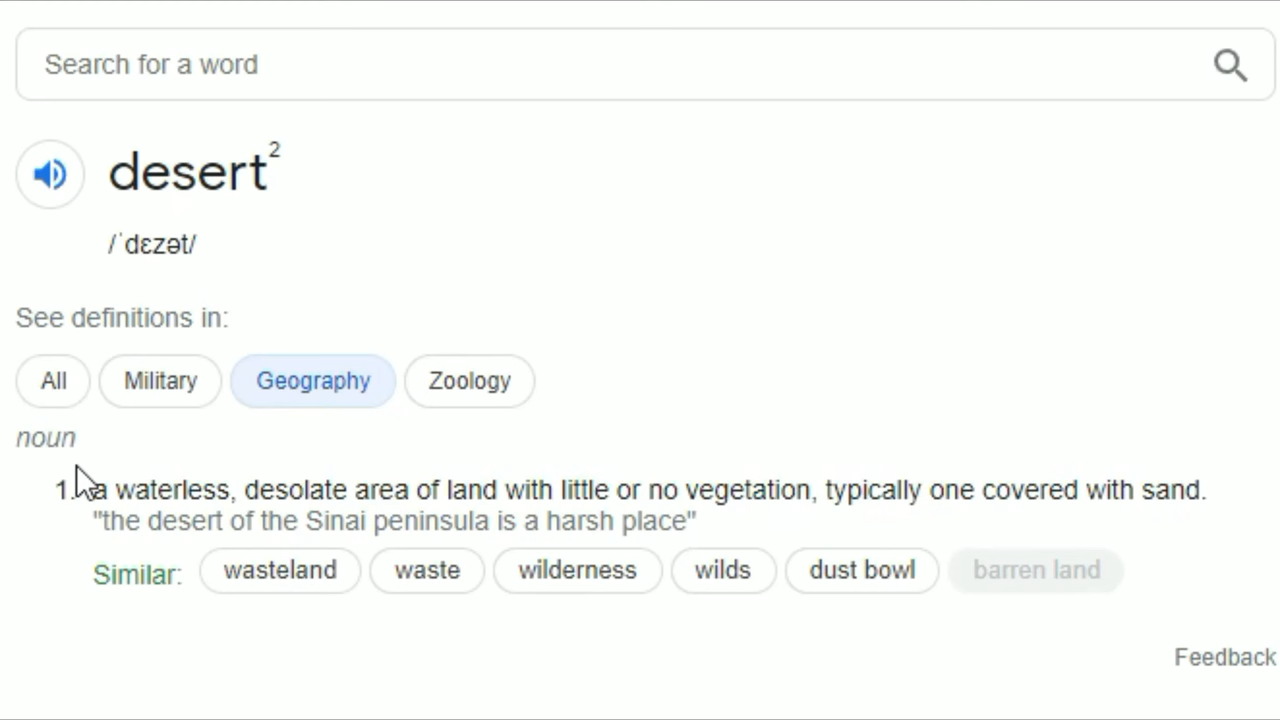 Search for a word
desert²
/ˈdɛzət/
See definitions in:
All Military Geography Zoology
noun
1. a waterless, desolate area of land with little or no vegetation, typically one covered with sand.
"the desert of the Sinai peninsula is a harsh place"
Similar: wasteland waste wilderness wilds dust bowl barren land
Feedback